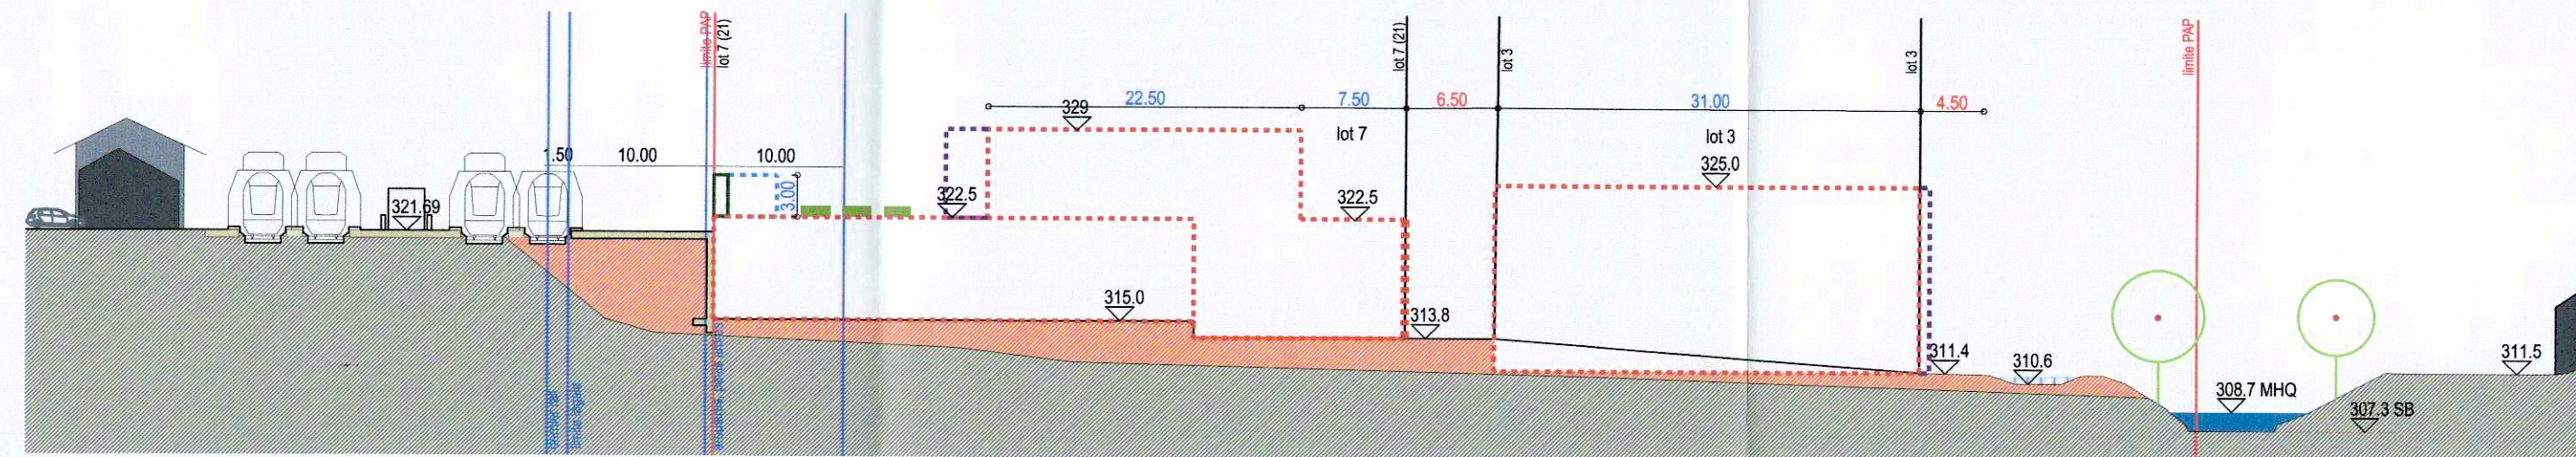 limite PAP
lot 7 (21)
lot 7 (21)
lot 3
lot 3
limite PAP
22.50
7.50
6.50
31.00
4.50
329
lot 7
lot 3
1.50
10.00
10.00
325.0
3.00
322.5
322.5
321.69
315.0
313.8
311.4
310.6
311.5
308.7 MHQ
307.3 SB